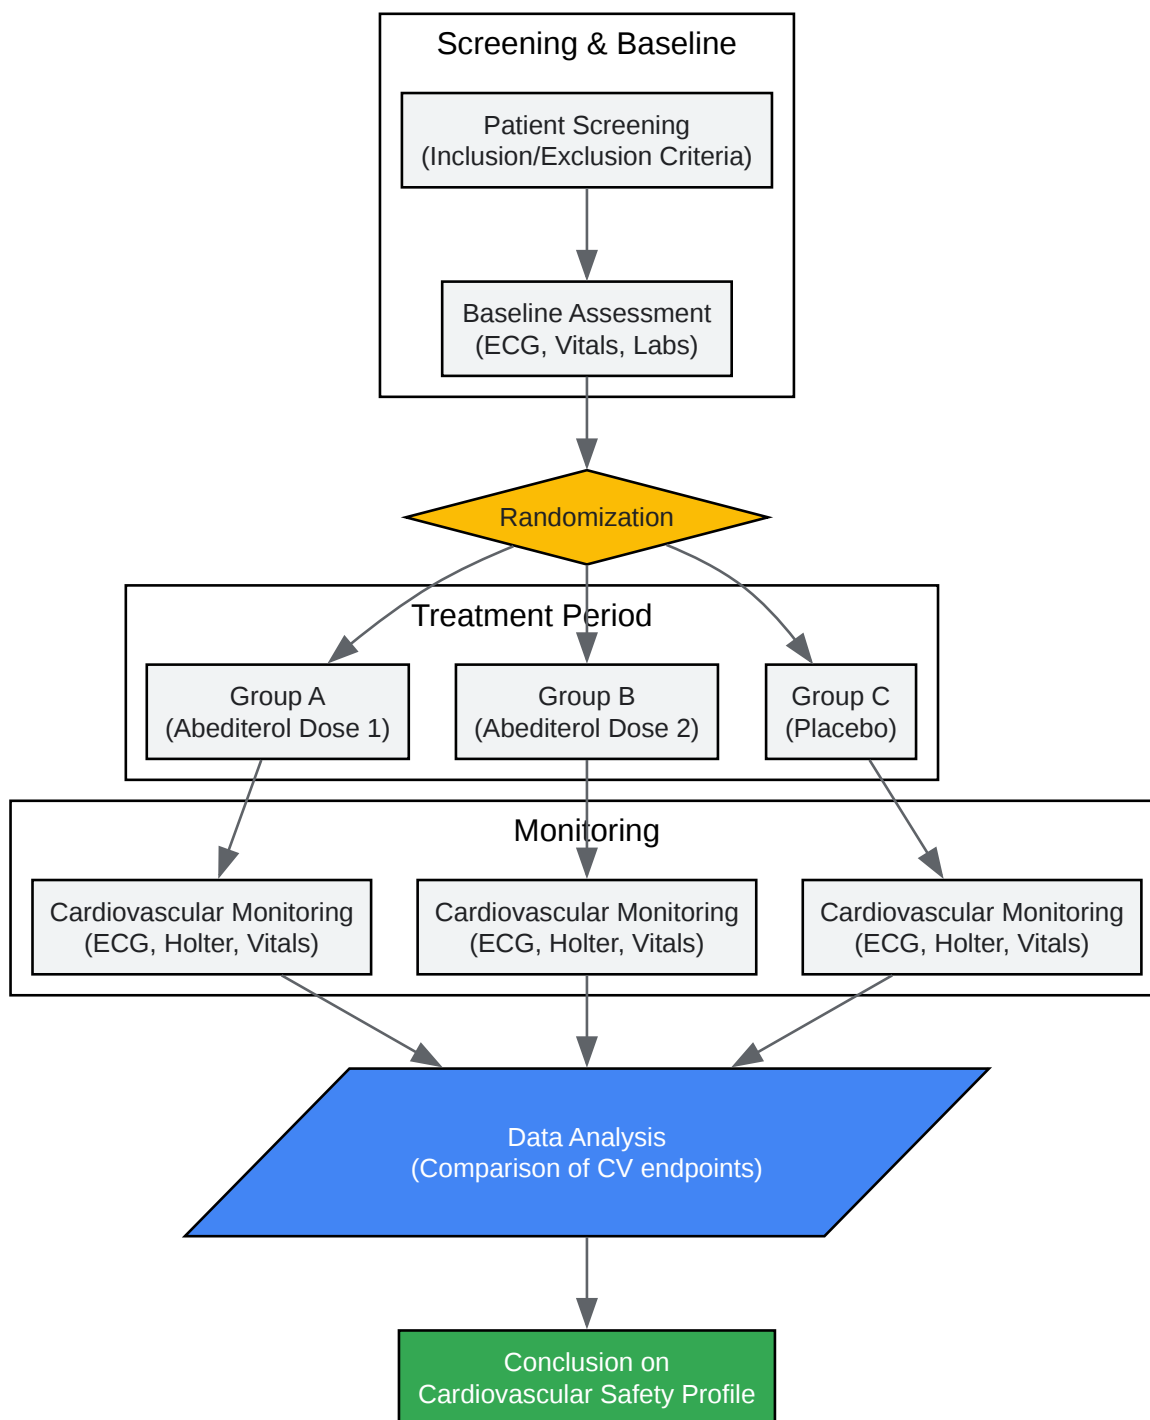 Screening & Baseline
Patient Screening
(Inclusion/Exclusion Criteria)
Baseline Assessment
(ECG, Vitals, Labs)
Randomization
Treatment Period
Group A
(Abediterol Dose 1)
Group B
(Abediterol Dose 2)
Group C
(Placebo)
Monitoring
Cardiovascular Monitoring
(ECG, Holter, Vitals)
Cardiovascular Monitoring
(ECG, Holter, Vitals)
Cardiovascular Monitoring
(ECG, Holter, Vitals)
Data Analysis
(Comparison of CV endpoints)
Conclusion on
Cardiovascular Safety Profile